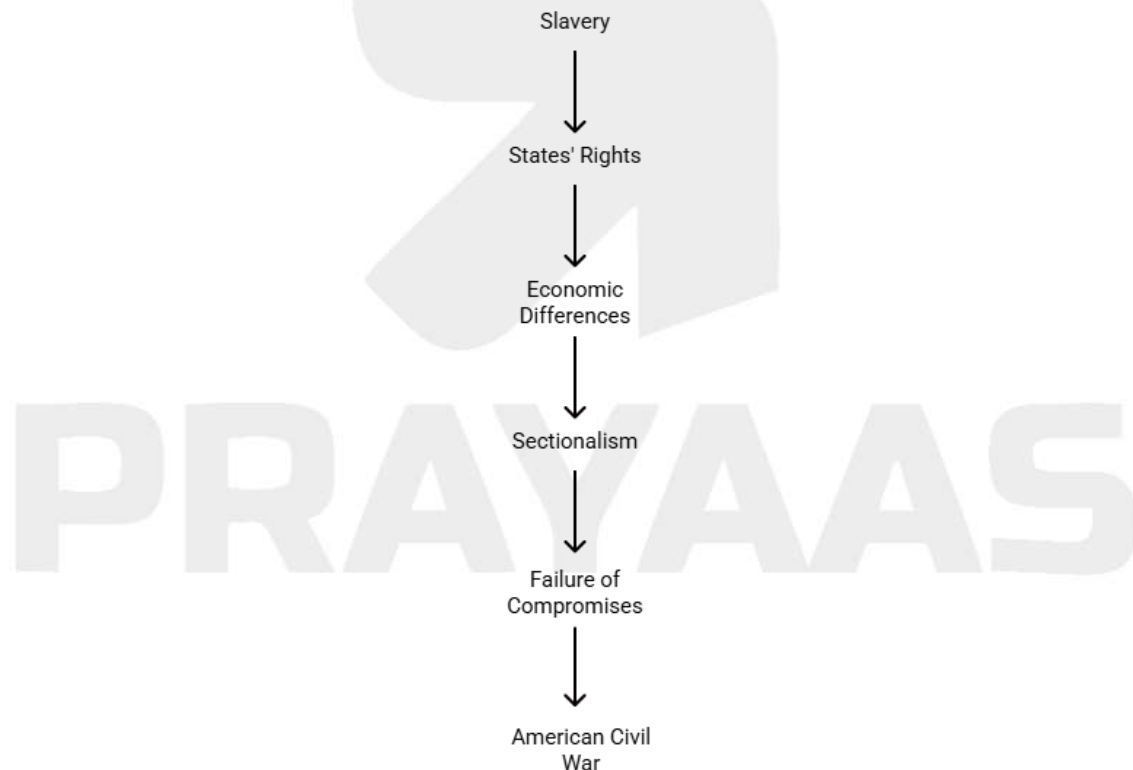 Slavery
States' Rights
Economic
Differences
Sectionalism
PRAYAAS
Failure of
Compromises
American Civil
War